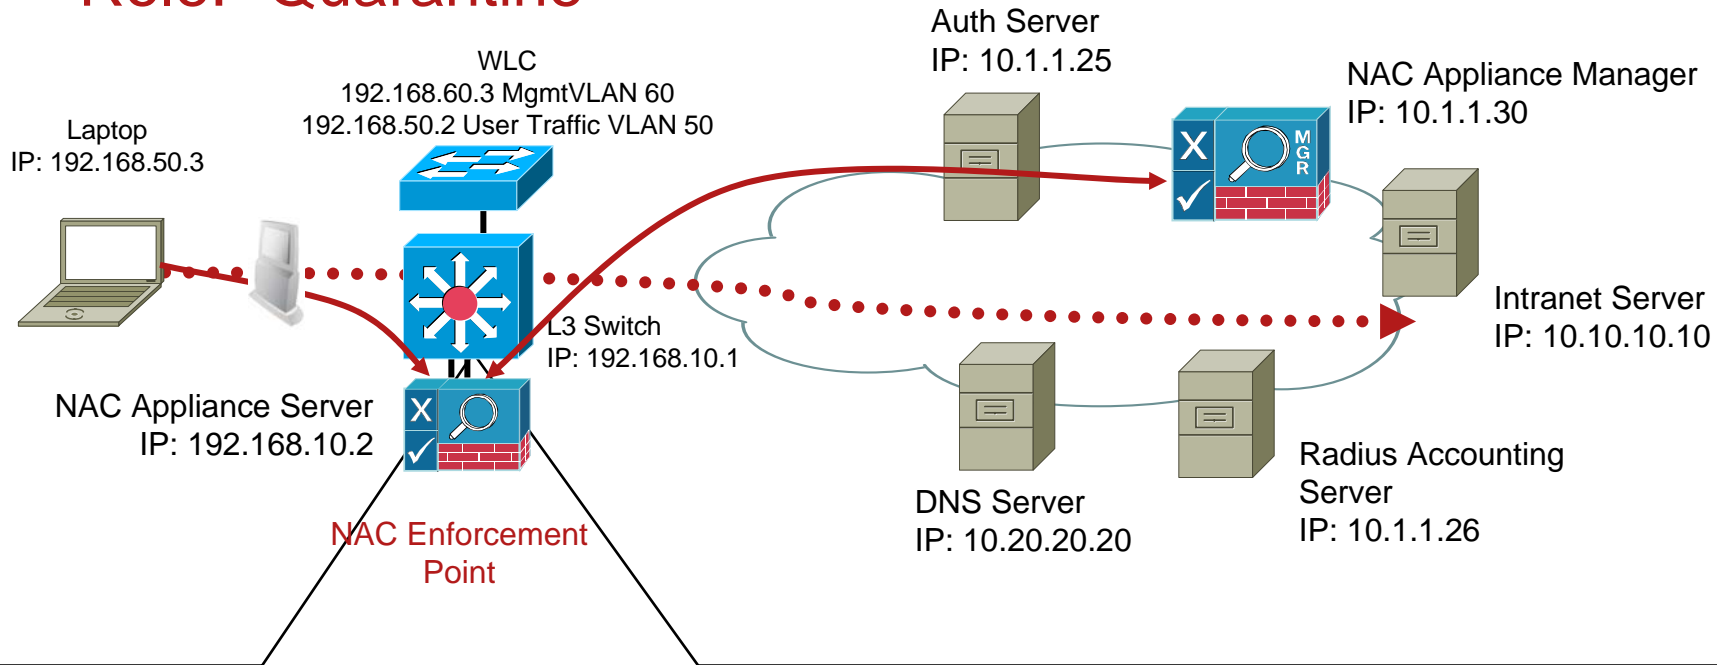 Role: Quarantine
Auth Server
IP: 10.1.1.25
WLC
192.168.60.3 MgmtVLAN 60
192.168.50.2 User Traffic VLAN 50
NAC Appliance Manager
IP: 10.1.1.30
Laptop
IP: 192.168.50.3
X
MGR
Intranet Server
IP: 10.10.10.10
L3 Switch
IP: 192.168.10.1
NAC Appliance Server
IP: 192.168.10.2
X
Radius Accounting
Server
IP: 10.1.1.26
DNS Server
IP: 10.20.20.20
NAC Enforcement
Point